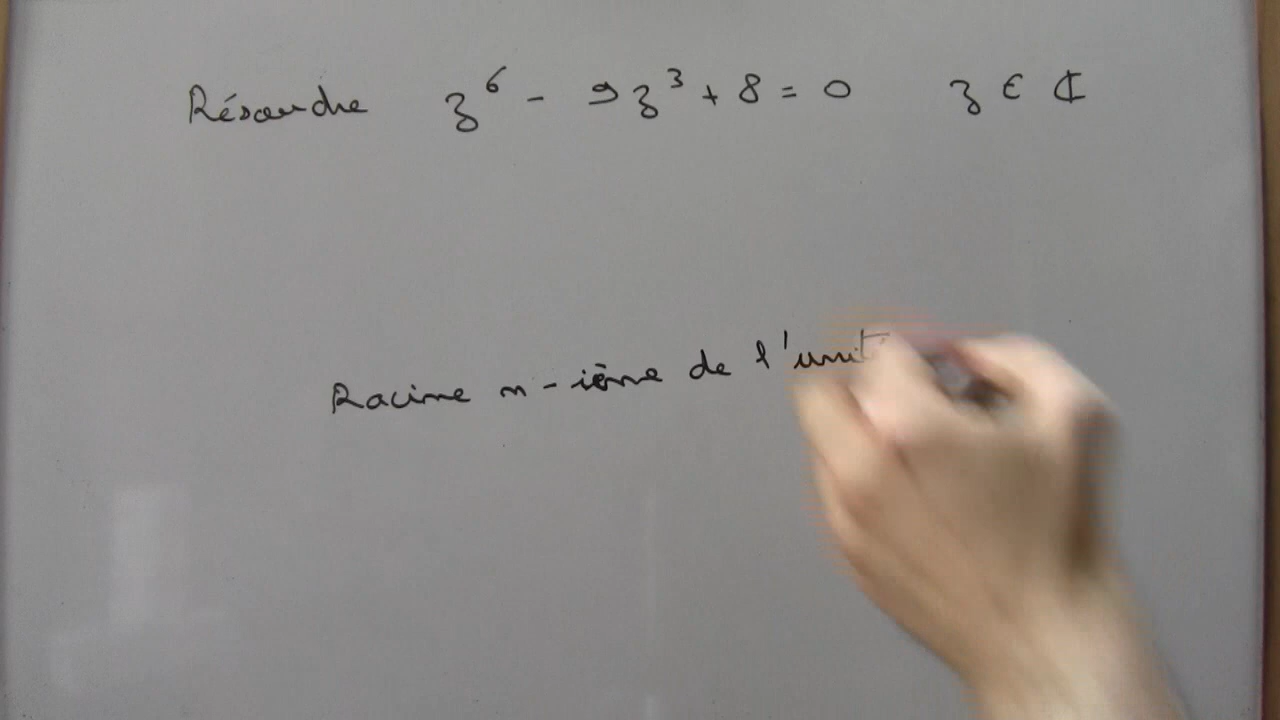 Résoudre z⁶ - 9z³ + 8 = 0 z ∈ ℂ
Racine n-ième de l'unit